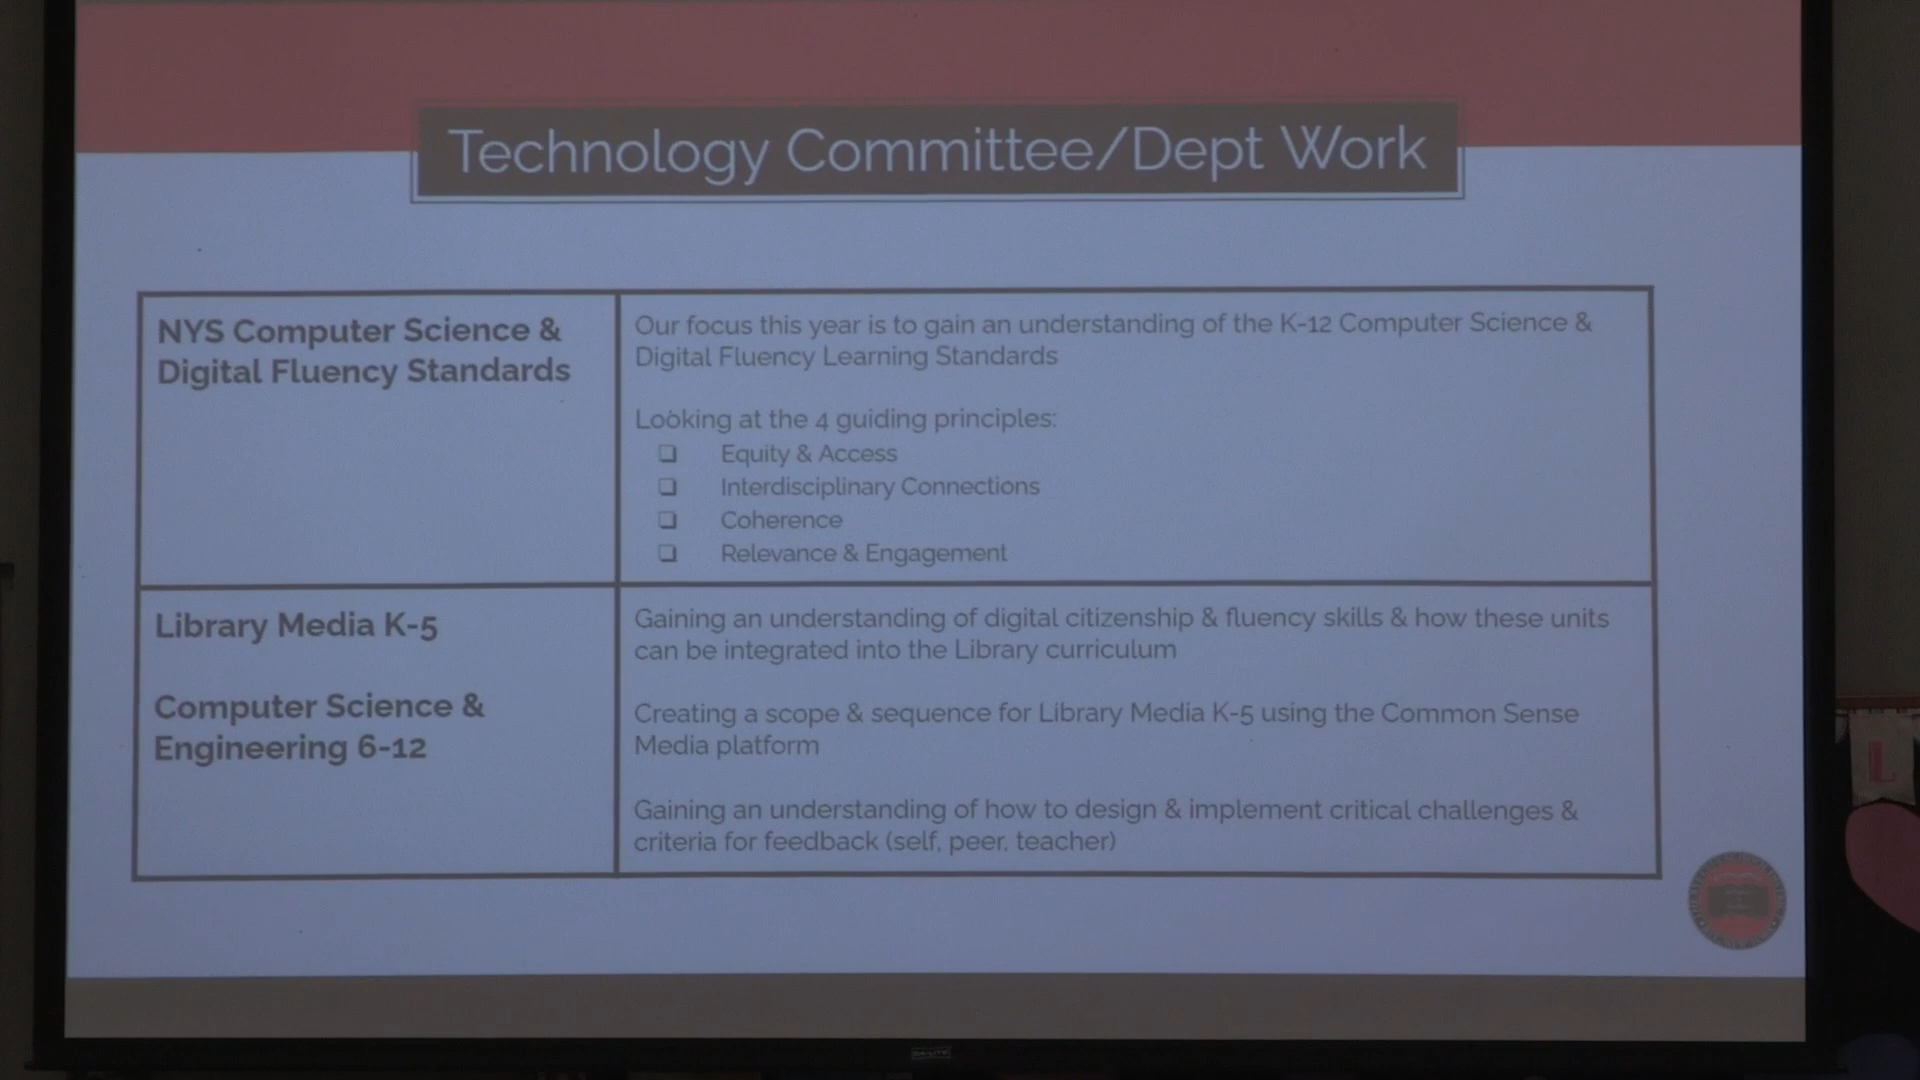 Technology Committee/Dept Work
NYS Computer Science &
Digital Fluency Standards
Our focus this year is to gain an understanding of the K-12 Computer Science &
Digital Fluency Learning Standards
Looking at the 4 guiding principles:
❏ Equity & Access
❏ Interdisciplinary Connections
❏ Coherence
❏ Relevance & Engagement
Library Media K-5
Computer Science &
Engineering 6-12
Gaining an understanding of digital citizenship & fluency skills & how these units
can be integrated into the Library curriculum
Creating a scope & sequence for Library Media K-5 using the Common Sense
Media platform
Gaining an understanding of how to design & implement critical challenges &
criteria for feedback (self, peer, teacher)
DA-LITE
L